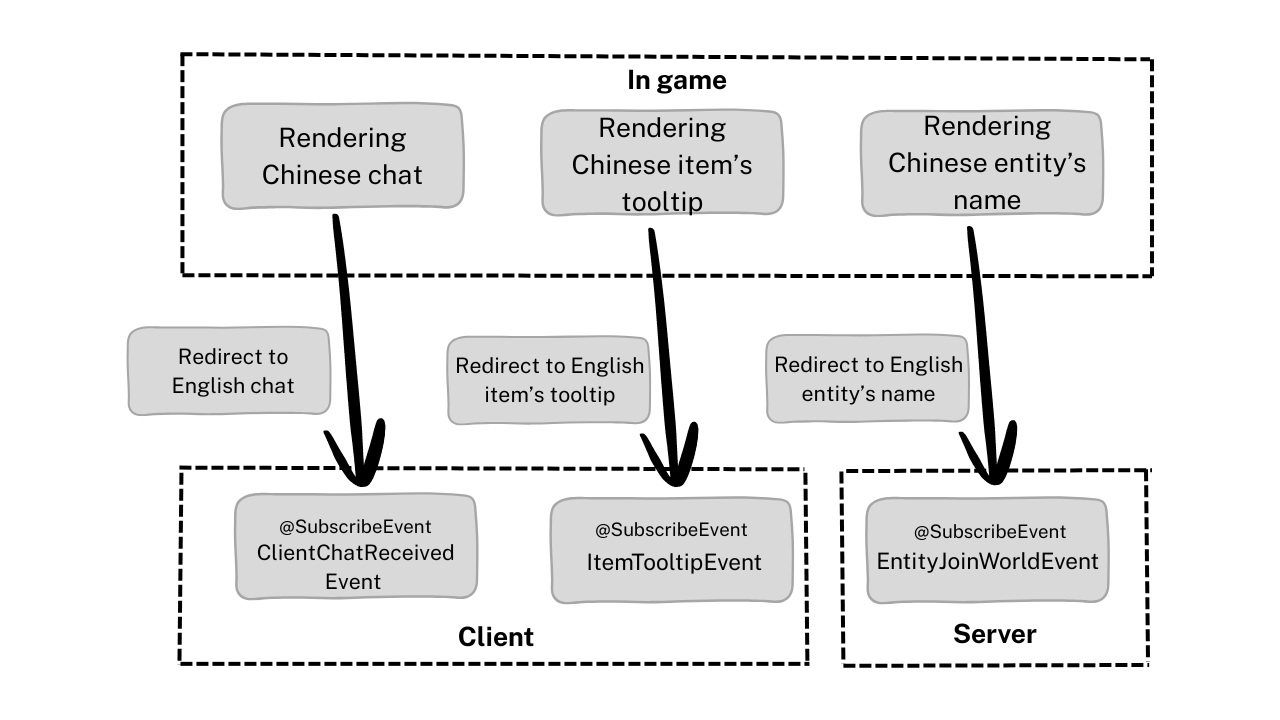 In game
Rendering
Chinese chat
Rendering
Chinese item's
tooltip
Rendering
Chinese entity's
name
Redirect to
English chat
Redirect to English
item's tooltip
Redirect to English
entity's name
@SubscribeEvent
ClientChatReceived
Event
@SubscribeEvent
ItemTooltipEvent
Client
@SubscribeEvent
EntityJoinWorldEvent
Server